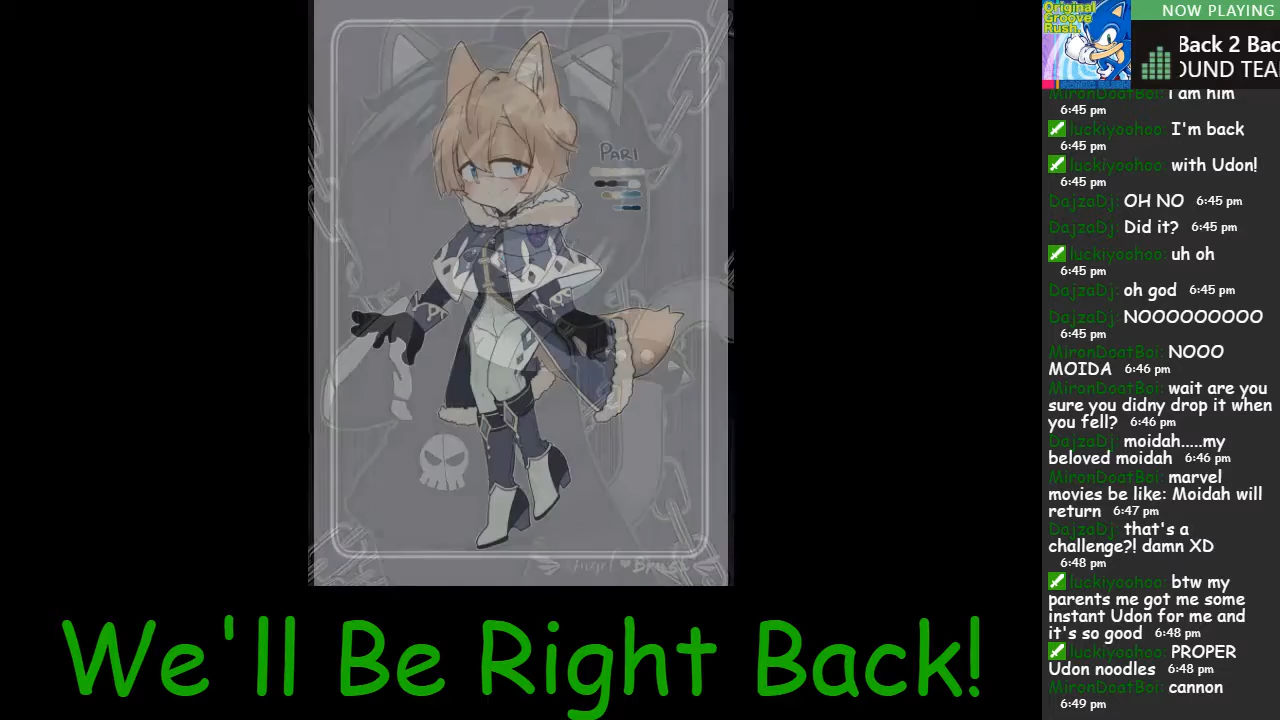 Original
Groove
Rush.
NOW PLAYING
Back 2 Bac
OUND TEA
MironDoatBoi: I am him
6:45 pm
luckiyoohoo: I'm back
6:45 pm
luckiyoohoo: with Udon!
6:45 pm
DajzaDj: OH NO 6:45 pm
DajzaDj: Did it? 6:45 pm
luckiyoohoo: uh oh
6:45 pm
DajzaDj: oh god 6:45 pm
DajzaDj: NOOOOOOOOO
6:45 pm
MironDoatBoi: NOOO
MOIDA 6:46 pm
MironDoatBoi: wait are you
sure you didny drop it when
you fell? 6:46 pm
DajzaDj: moidah.....my
beloved moidah 6:46 pm
MironDoatBoi: marvel
movies be like: Moidah will
return 6:47 pm
DajzaDj: that's a
challenge?! damn XD
6:48 pm
luckiyoohoo: btw my
parents me got me some
instant Udon for me and
it's so good 6:48 pm
luckiyoohoo: PROPER
Udon noodles 6:48 pm
MironDoatBoi: cannon
6:49 pm
PARI
We'll Be Right Back!